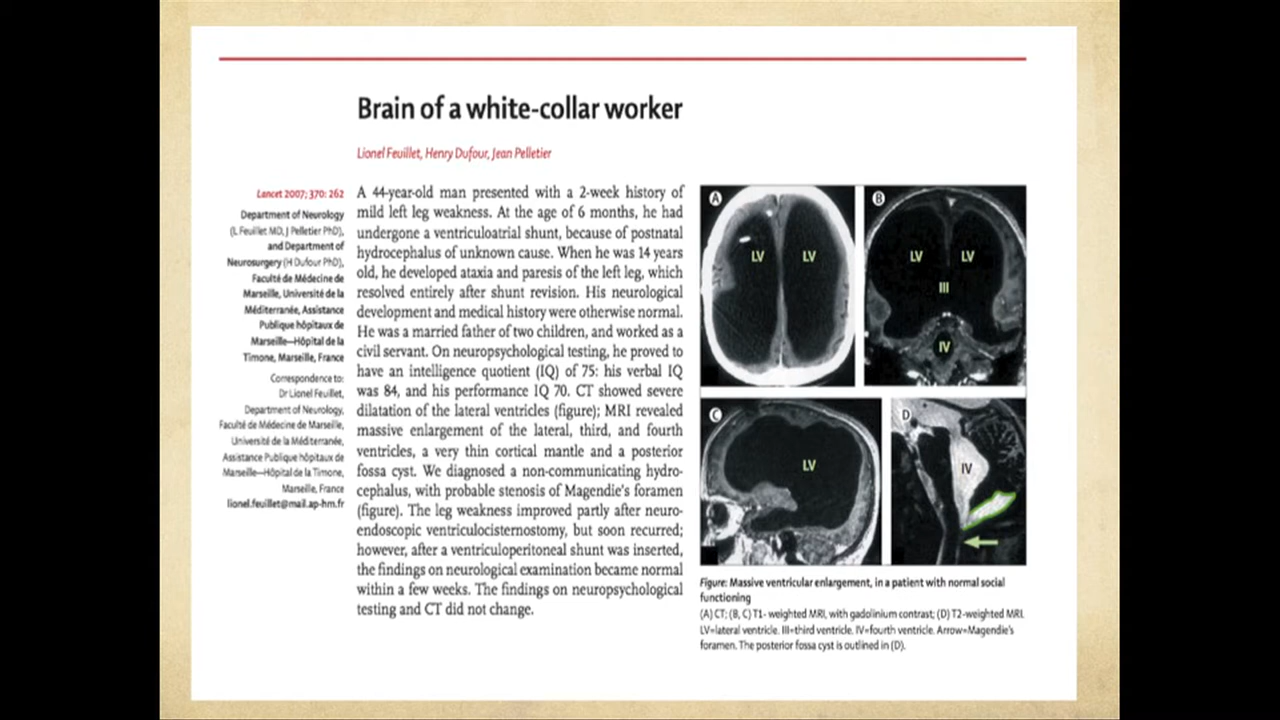 Brain of a white-collar worker
Lionel Feuillet, Henry Dufour, Jean Pelletier
Lancet 2007; 370: 262
Department of Neurology
(L Feuillet MD, J Pelletier PhD),
and Department of
Neurosurgery (H Dufour PhD),
Faculté de Médecine de
Marseille, Université de la
Méditerranée, Assistance
Publique hôpitaux de
Marseille—Hôpital de la
Timone, Marseille, France
Correspondence to:
Dr Lionel Feuillet,
Department of Neurology,
Faculté de Médecine de Marseille,
Université de la Méditerranée,
Assistance Publique hôpitaux de
Marseille—Hôpital de la Timone,
Marseille, France
lionel.feuillet@mail.ap-hm.fr
A 44-year-old man presented with a 2-week history of
mild left leg weakness. At the age of 6 months, he had
undergone a ventriculoatrial shunt, because of postnatal
hydrocephalus of unknown cause. When he was 14 years
old, he developed ataxia and paresis of the left leg, which
resolved entirely after shunt revision. His neurological
development and medical history were otherwise normal.
He was a married father of two children, and worked as a
civil servant. On neuropsychological testing, he proved to
have an intelligence quotient (IQ) of 75: his verbal IQ
was 84, and his performance IQ 70. CT showed severe
dilatation of the lateral ventricles (figure); MRI revealed
massive enlargement of the lateral, third, and fourth
ventricles, a very thin cortical mantle and a posterior
fossa cyst. We diagnosed a non-communicating hydro-
cephalus, with probable stenosis of Magendie's foramen
(figure). The leg weakness improved partly after neuro-
endoscopic ventriculocisternostomy, but soon recurred;
however, after a ventriculoperitoneal shunt was inserted,
the findings on neurological examination became normal
within a few weeks. The findings on neuropsychological
testing and CT did not change.
A
LV LV
B
LV LV
III
IV
C
LV
D
IV
Figure: Massive ventricular enlargement, in a patient with normal social
functioning
(A) CT; (B, C) T1- weighted MRI, with gadolinium contrast; (D) T2-weighted MRI.
LV=lateral ventricle. III=third ventricle. IV=fourth ventricle. Arrow=Magendie's
foramen. The posterior fossa cyst is outlined in (D).